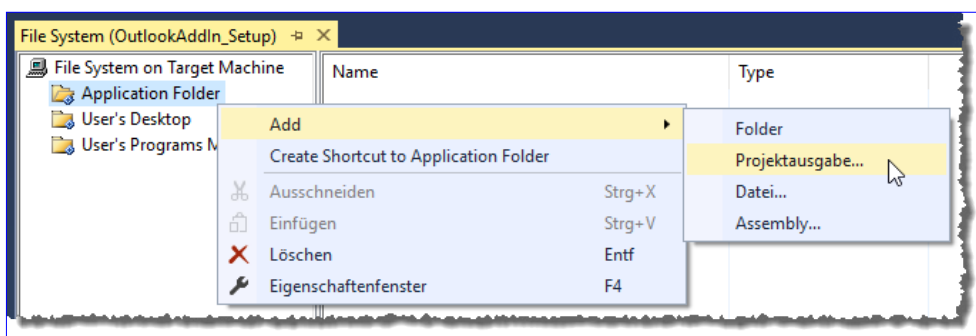 File System (OutlookAddIn_Setup)
File System on Target Machine
Application Folder
User's Desktop
User's Programs M
Name
Type
Add
Create Shortcut to Application Folder
Ausschneiden Strg+X
Einfügen Strg+V
Löschen Entf
Eigenschaftenfenster F4
Folder
Projektausgabe...
Datei...
Assembly...